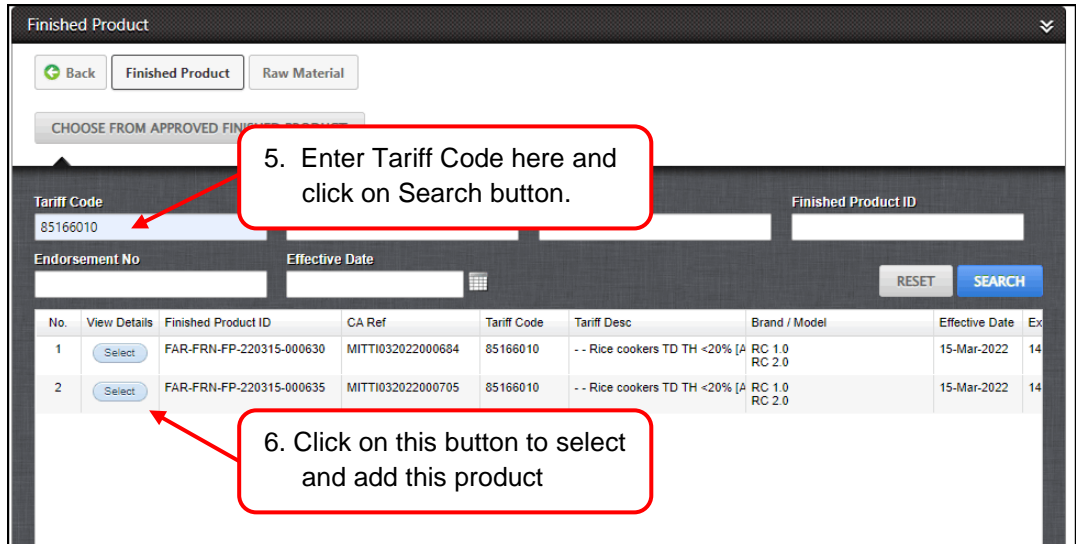 Finished Product
Back
Finished Product
Raw Material
CHOOSE FROM APPROVED
5. Enter Tariff Code here and
click on Search button.
Tariff Code
Finished Product ID
85166010
Endorsement No
Effective Date
RESET
SEARCH
No. View Details Finished Product ID CA Ref Tariff Code Tariff Desc Brand / Model Effective Date Ex
1 Select FAR-FRN-FP-220315-000630 MITTI032022000684 85166010 - - Rice cookers TD TH <20% [A RC 1.0 15-Mar-2022 14
RC 2.0
2 Select FAR-FRN-FP-220315-000635 MITTI032022000705 85166010 - - Rice cookers TD TH <20% [A RC 1.0 15-Mar-2022 14
RC 2.0
6. Click on this button to select
and add this product